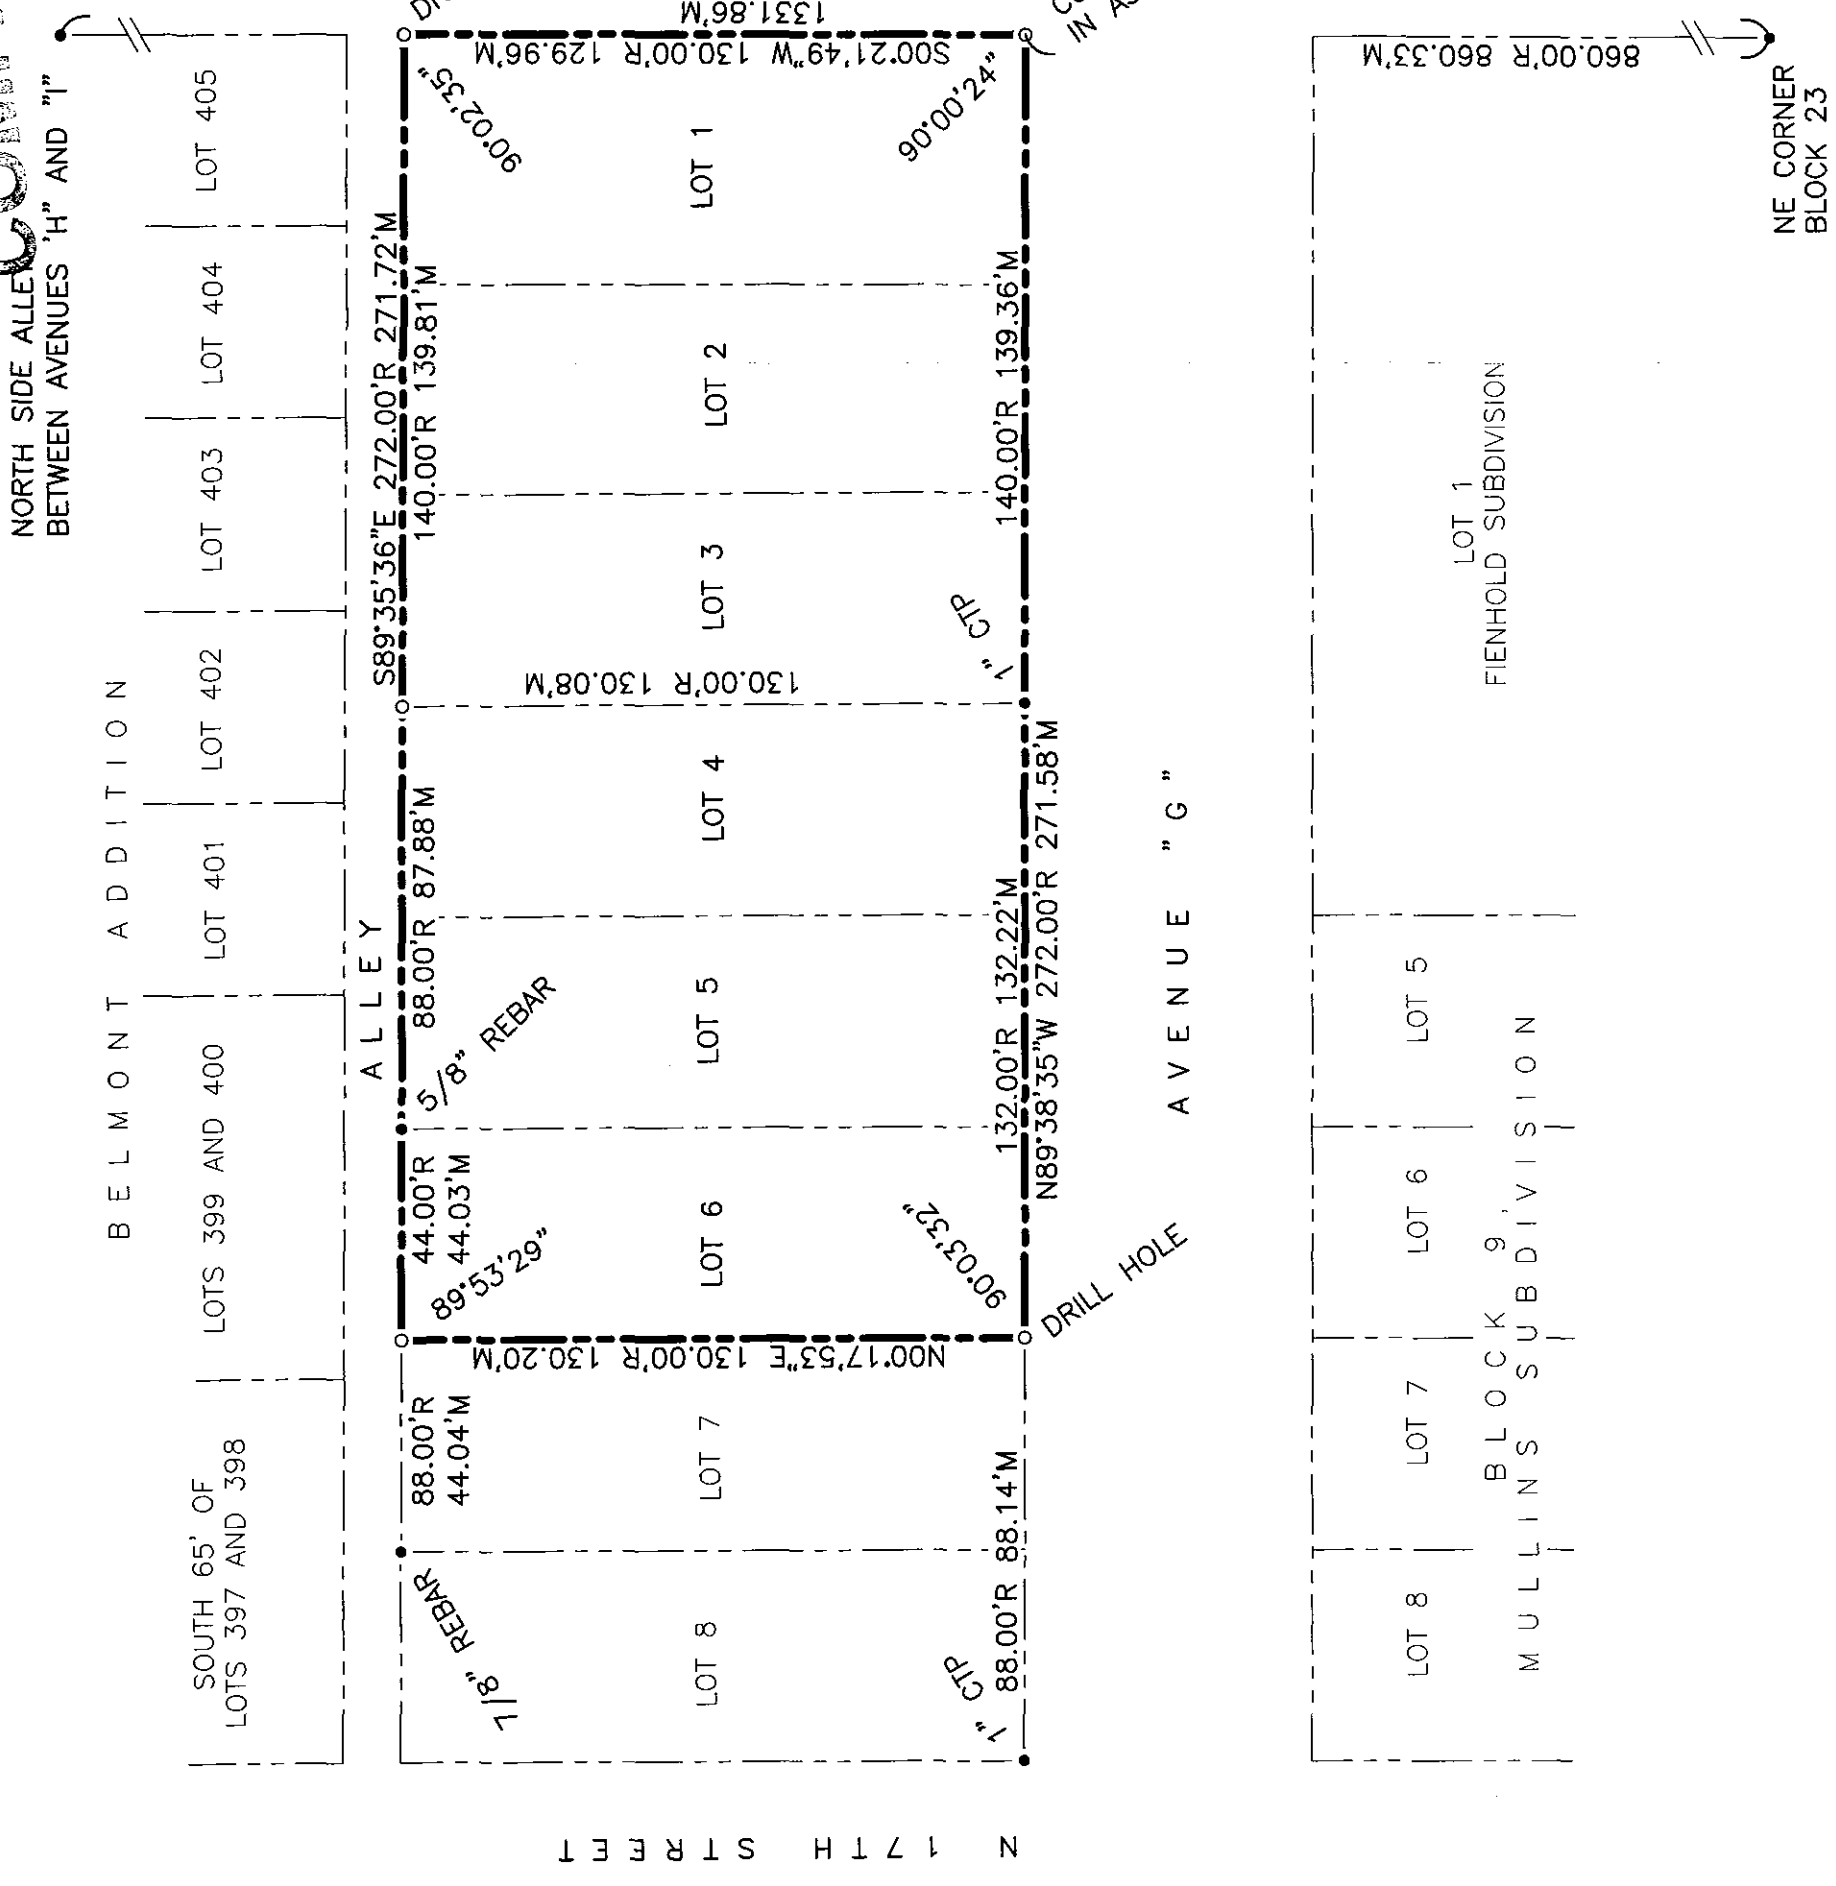 NORTH SIDE ALLE
BETWEEN AVENUES 'H" AND "I"
BELMONT ADDITION
SOUTH 65' OF
LOTS 397 AND 398
LOTS 399 AND 400
LOT 401
LOT 402
LOT 403
LOT 404
LOT 405
ALLEY
S89°35'36"E 272.00'R 271.72'M
88.00'R
44.04'M
44.00'R
44.03'M
88.00'R 87.88'M
140.00'R 139.81'M
7/8" REBAR
89°53'29"
5/8" REBAR
90°02'35"
1331.86'M
S00°21'49"W 130.00'R 129.96'M
130.00'R 130.08'M
N00°17'53"E 130.00'R 130.20'M
LOT 8
LOT 7
LOT 6
LOT 5
LOT 4
LOT 3
LOT 2
LOT 1
1" CTP
90°03'32"
1" CTP
90°00'24"
IN
88.00'R 88.14'M
132.00'R 132.22'M
140.00'R 139.36'M
N89°38'35"W 272.00'R 271.58'M
DRILL HOLE
AVENUE "G"
N 17TH STREET
860.00'R 860.33'M
LOT 8
LOT 7
LOT 6
LOT 5
LOT 1
FIENHOLD SUBDIVISION
BLOCK 9,
MULLINS SUBDIVISION
NE CORNER
BLOCK 23